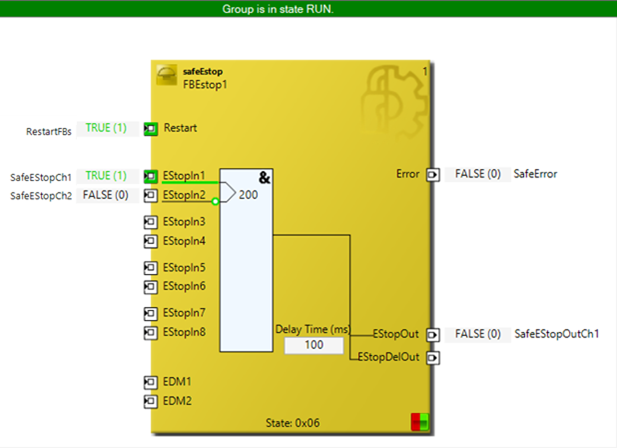 Group is in state RUN.
safeEstop
1
FBEstop1
RestartFBs TRUE (1) Restart
SafeEStopCh1 TRUE (1) EStopIn1 & Error FALSE (0) SafeError
SafeEStopCh2 FALSE (0) EStopIn2 200
EStopIn3
EStopIn4
EStopIn5
EStopIn6
EStopIn7
EStopIn8 Delay Time (ms) EStopOut FALSE (0) SafeEStopOutCh1
100
EStopDelOut
EDM1
EDM2
State: 0x06